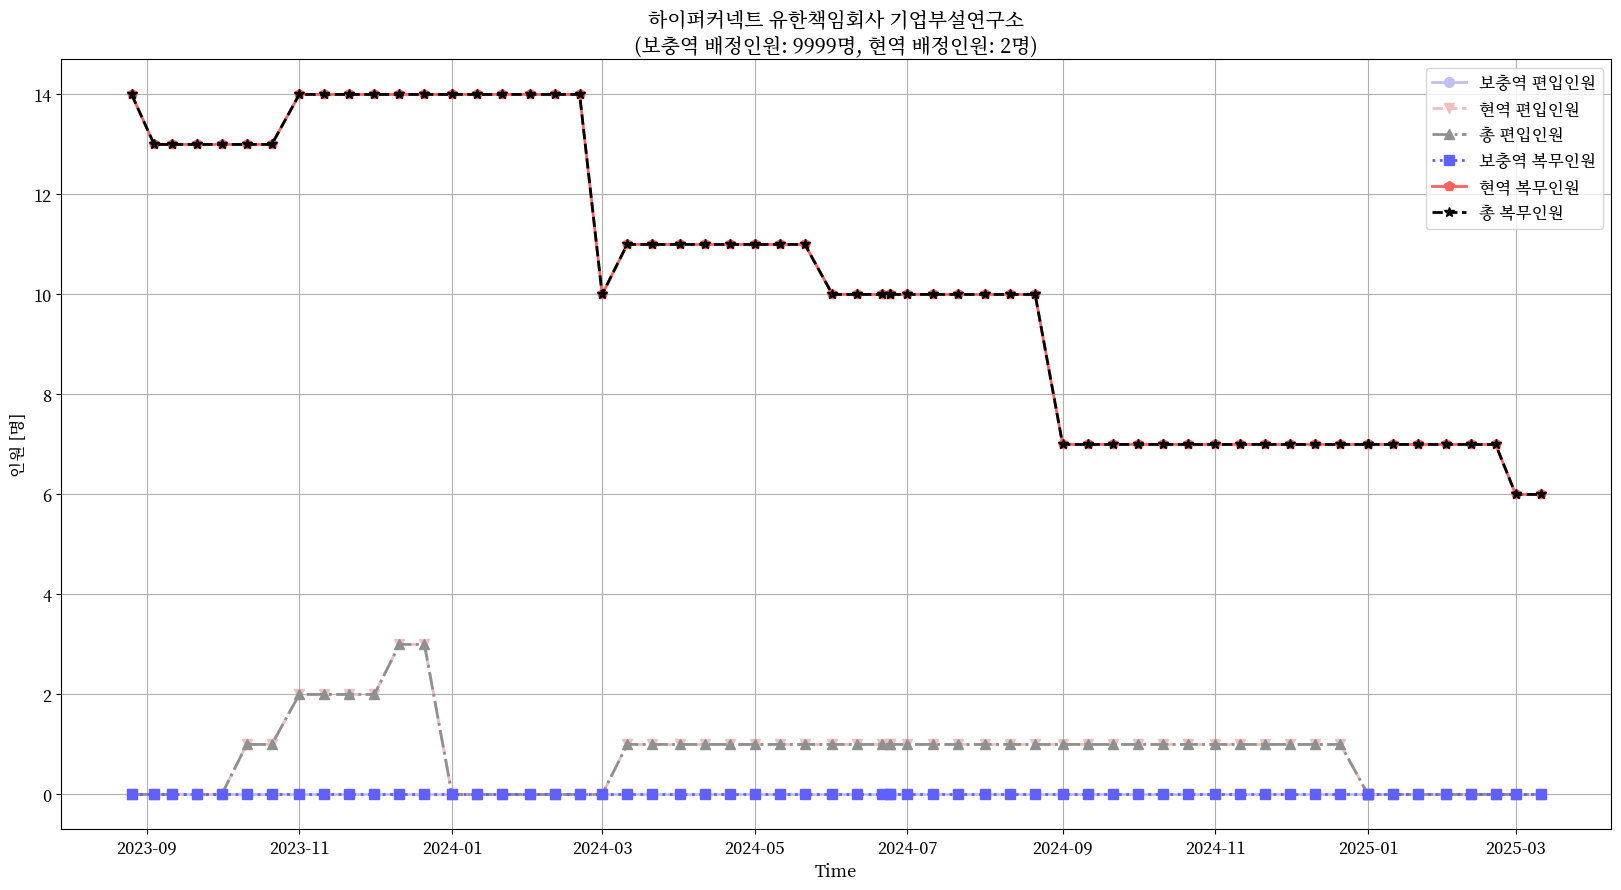 하이퍼커넥트 유한책임회사 기업부설연구소
(보충역 배정인원: 9999명, 현역 배정인원: 2명)
보충역 편입인원
현역 편입인원
총 편입인원
보충역 복무인원
현역 복무인원
총 복무인원
14
12
10
8
6
4
2
0
인원 [명]
2023-09 2023-11 2024-01 2024-03 2024-05 2024-07 2024-09 2024-11 2025-01 2025-03
Time